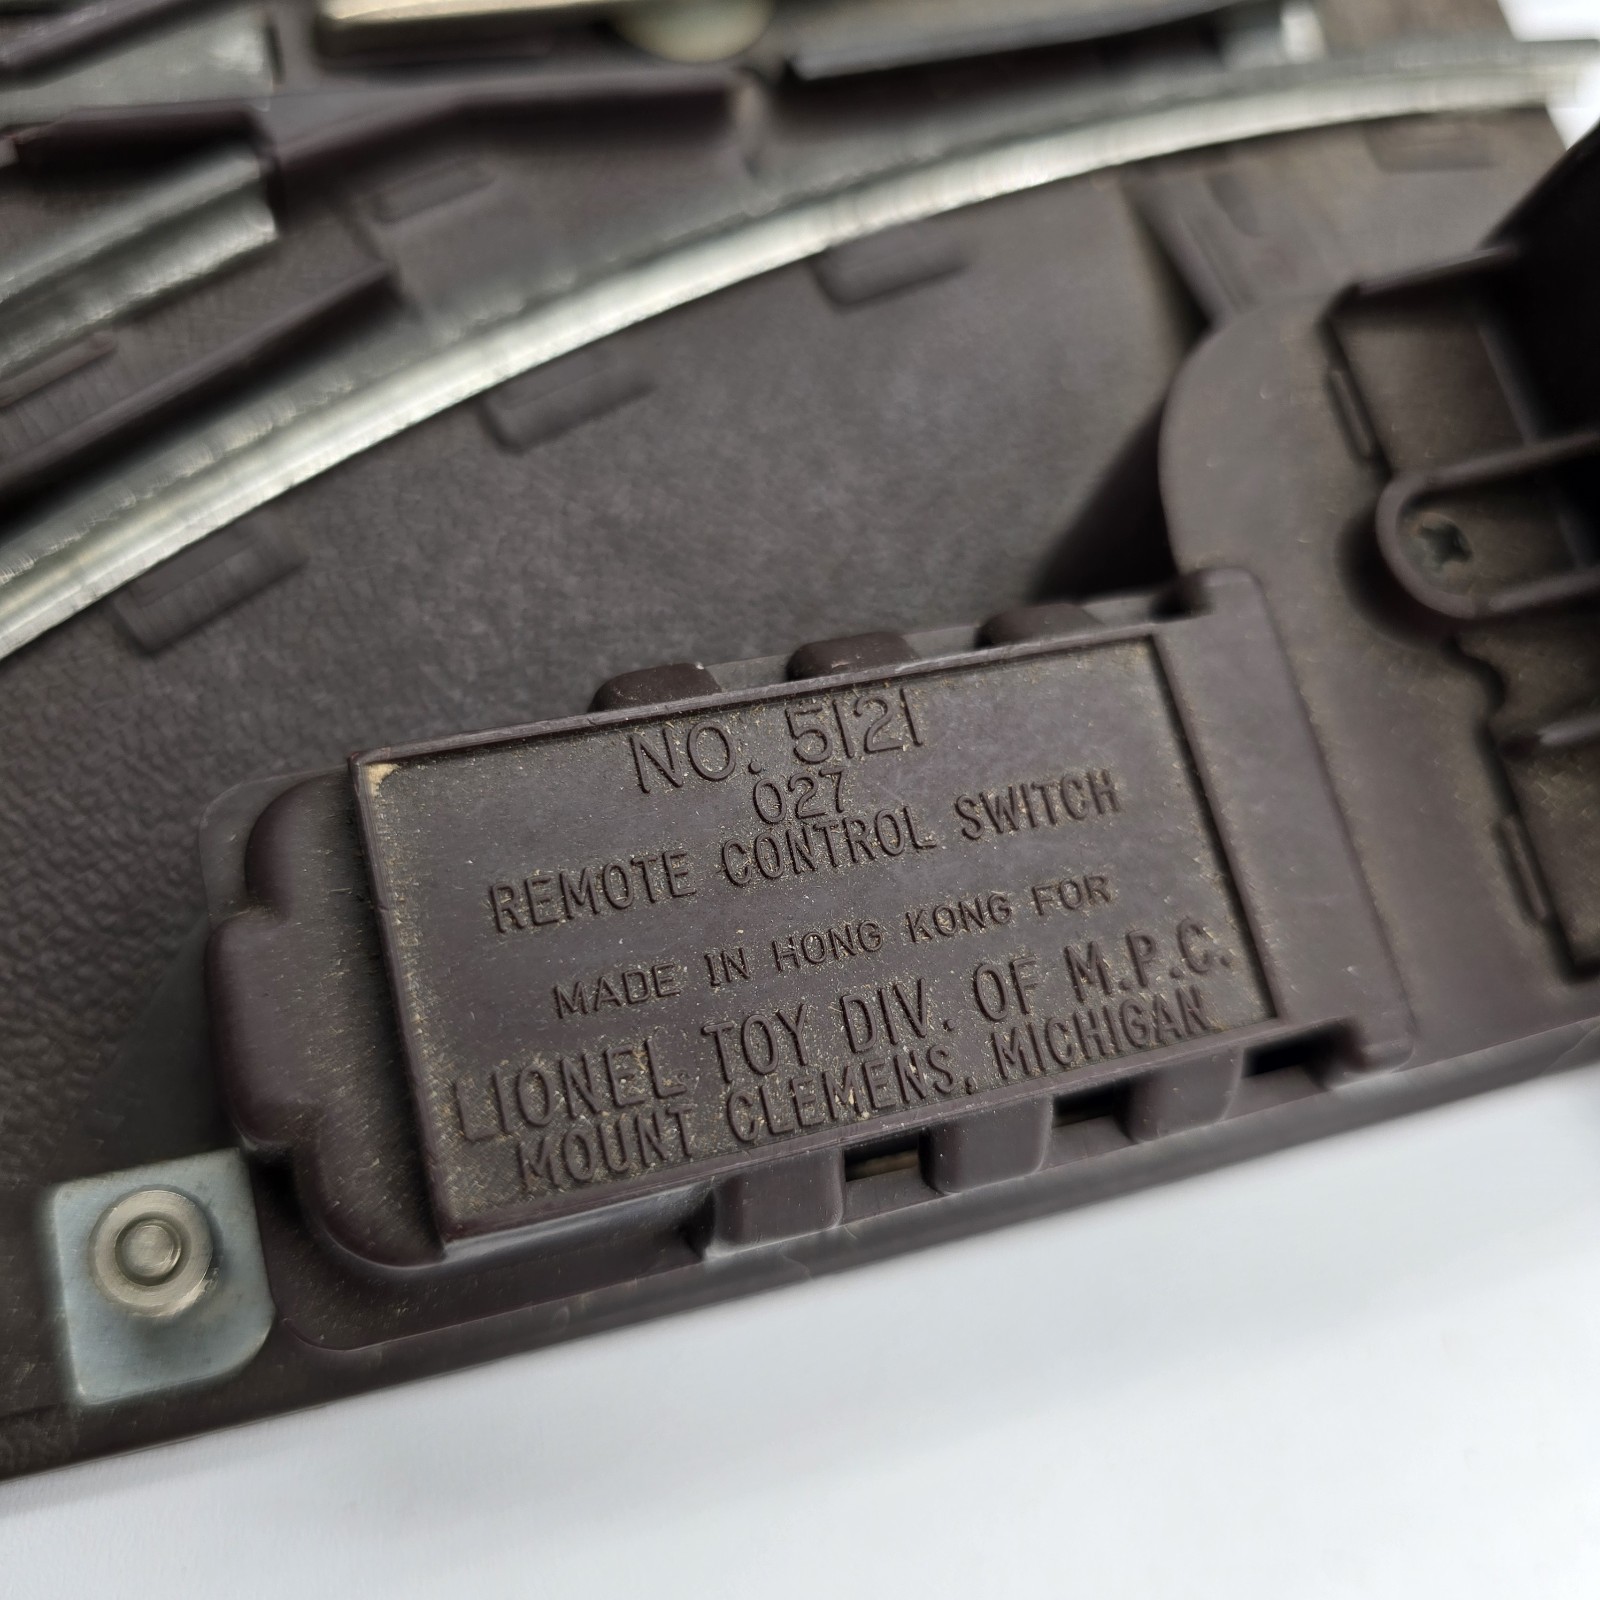 NO. 5121
027
REMOTE CONTROL SWITCH
MADE IN HONG KONG FOR
LIONEL TOY DIV. OF M.P.C.
MOUNT CLEMENS, MICHIGAN